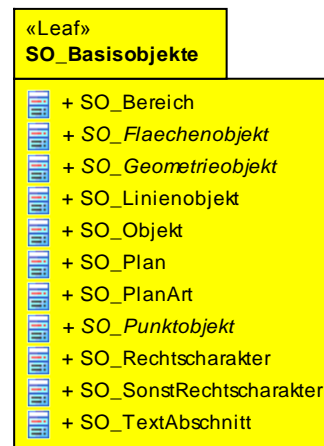 «Leaf»
SO_Basisobjekte
+ SO_Bereich
+ SO_Flaechenobjekt
+ SO_Geometrieobjekt
+ SO_Linienobjekt
+ SO_Objekt
+ SO_Plan
+ SO_PlanArt
+ SO_Punktobjekt
+ SO_Rechtscharakter
+ SO_SonstRechtscharakter
+ SO_TextAbschnitt